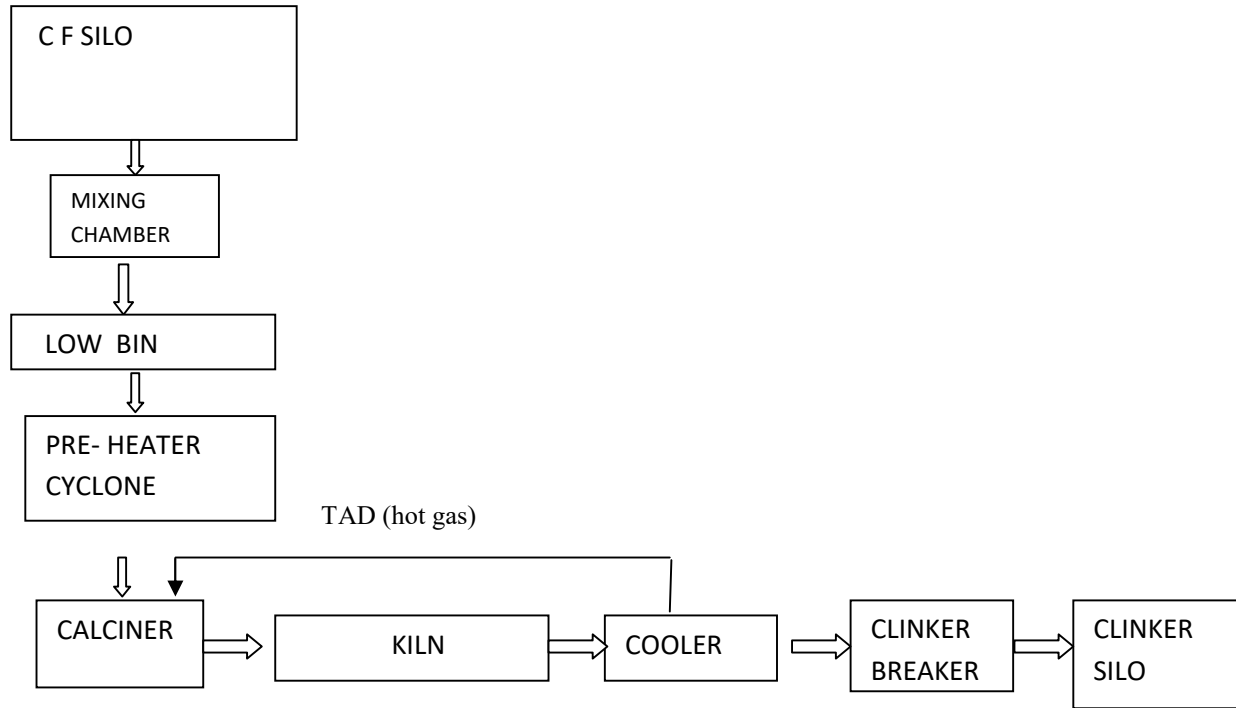 C F SILO
MIXING
CHAMBER
LOW BIN
PRE- HEATER
CYCLONE
TAD (hot gas)
CALCINER
KILN
COOLER
CLINKER
BREAKER
CLINKER
SILO